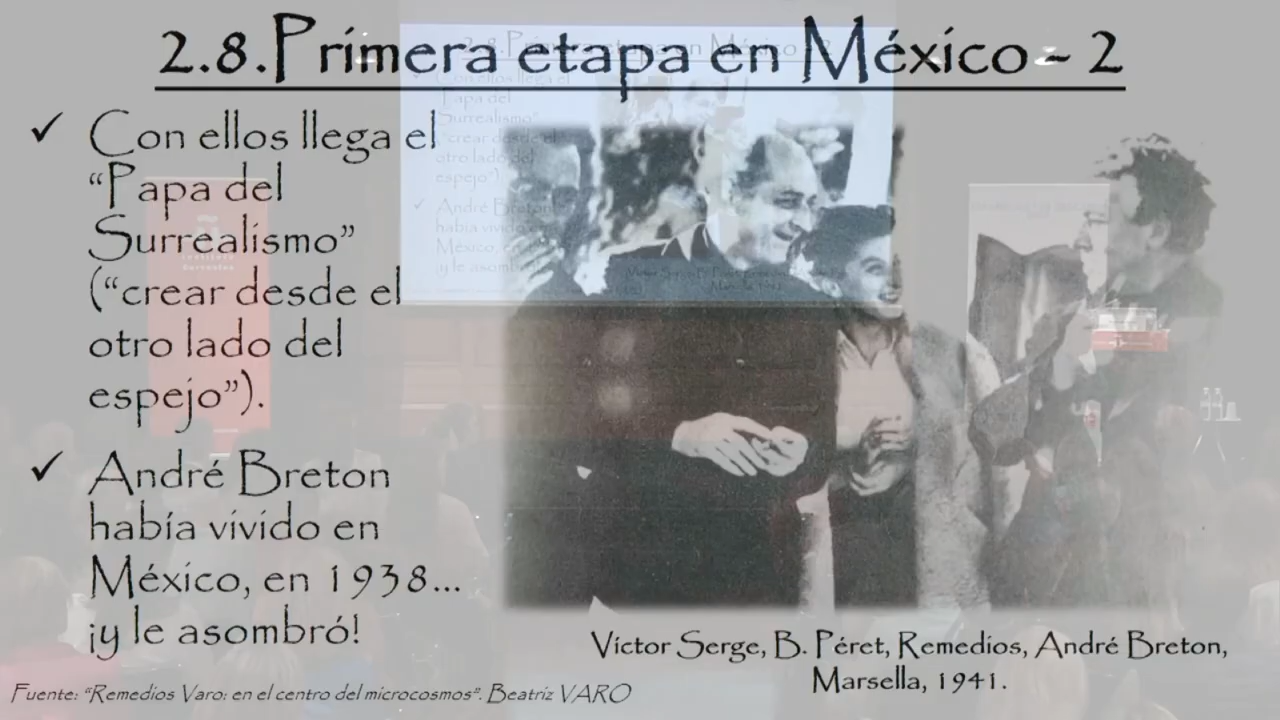 2.8.Primera etapa en México - 2
✓ Con ellos llega el
“Papa del
Surrealismo”
(“crear desde el
otro lado del
espejo”).
✓ André Breton
había vivido en
México, en 1938...
¡y le asombró!
Víctor Serge, B. Péret, Remedios, André Breton,
Marsella, 1941.
Fuente: “Remedios Varo: en el centro del microcosmos”. Beatriz VARO